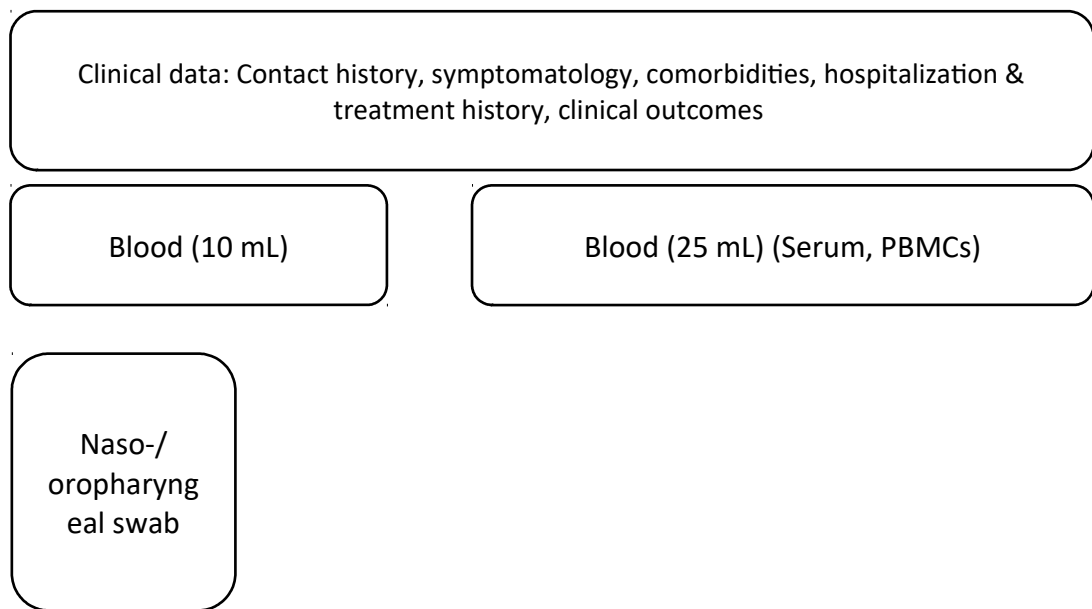 Clinical data: Contact history, symptomatology, comorbidities, hospitalization &
treatment history, clinical outcomes
Blood (10 mL)
Blood (25 mL) (Serum, PBMCs)
Naso-/
oropharyng
eal swab